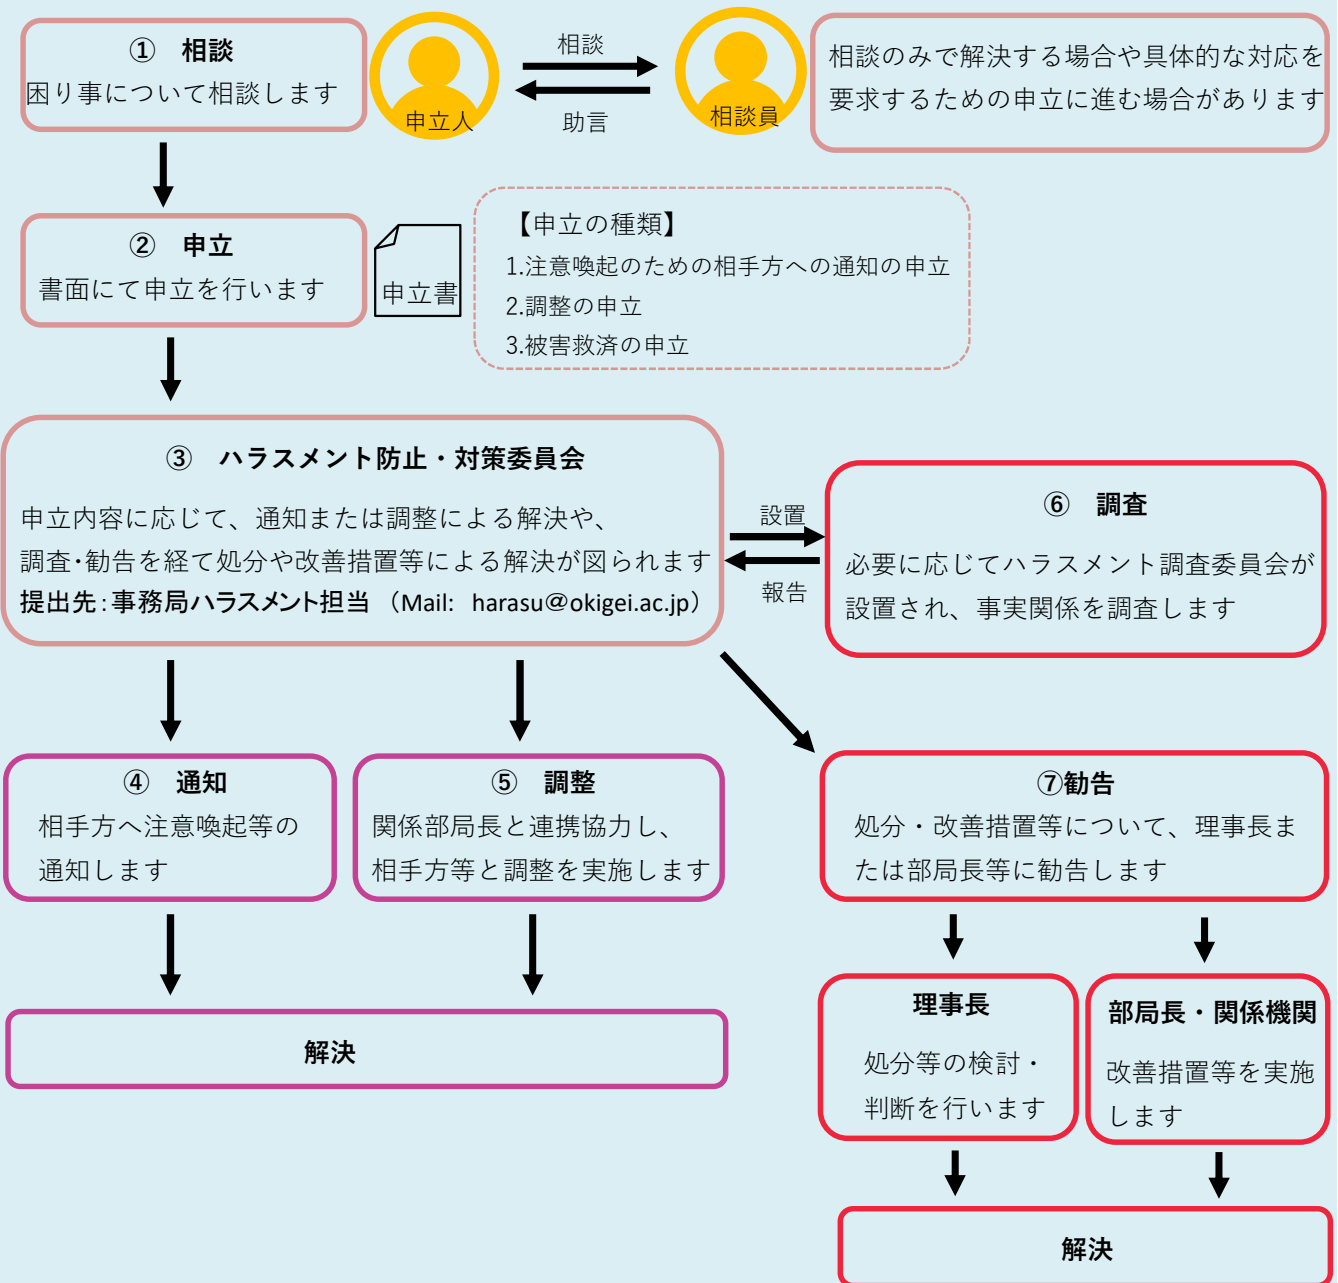 ① 相談
困り事について相談します
申立人
相談
助言
相談員
相談のみで解決する場合や具体的な対応を
要求するための申立に進む場合があります
② 申立
書面にて申立を行います
申立書
【申立の種類】
1.注意喚起のための相手方への通知の申立
2.調整の申立
3.被害救済の申立
③ ハラスメント防止・対策委員会
申立内容に応じて、通知または調整による解決や、
調査・勧告を経て処分や改善措置等による解決が図られます
提出先：事務局ハラスメント担当 （Mail: harasu@okigei.ac.jp）
設置
報告
⑥ 調査
必要に応じてハラスメント調査委員会が
設置され、事実関係を調査します
④ 通知
相手方へ注意喚起等の
通知します
⑤ 調整
関係部局長と連携協力し、
相手方等と調整を実施します
⑦勧告
処分・改善措置等について、理事長ま
たは部局長等に勧告します
解決
理事長
処分等の検討・
判断を行います
部局長・関係機関
改善措置等を実施
します
解決